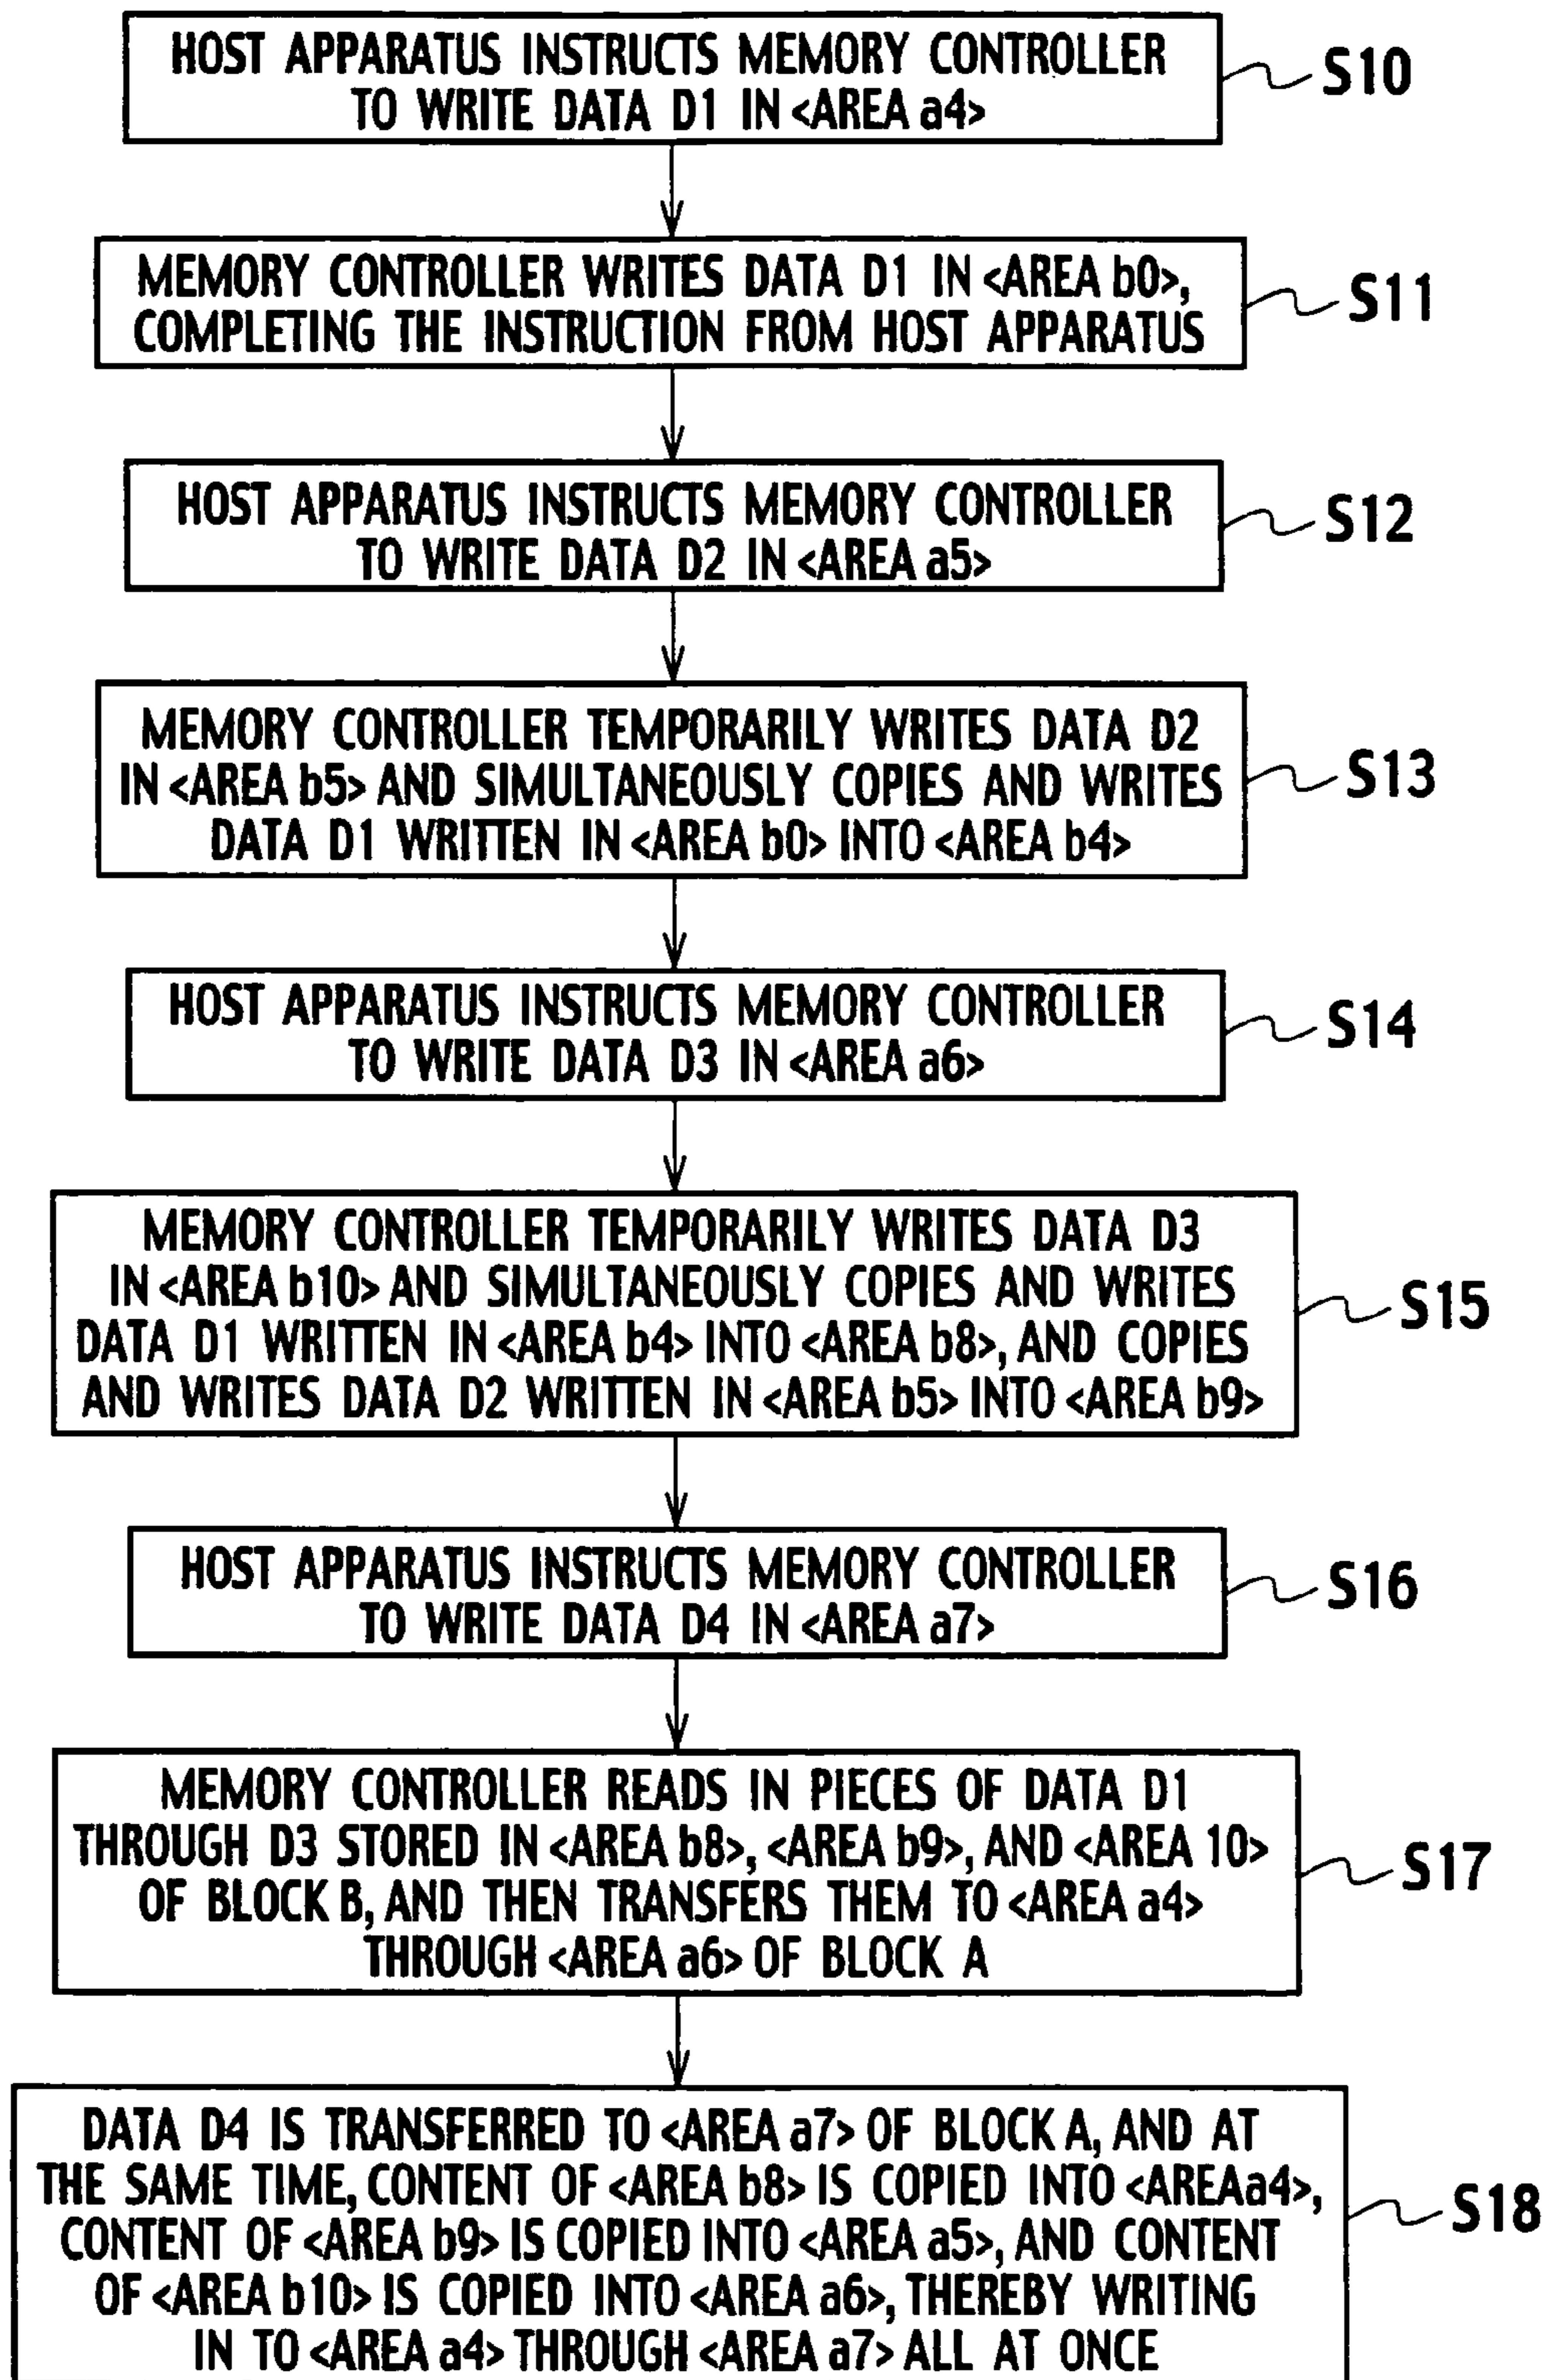 HOST APPARATUS INSTRUCTS MEMORY CONTROLLER
TO WRITE DATA D1 IN <AREA a4>
S10
MEMORY CONTROLLER WRITES DATA D1 IN <AREA b0>,
COMPLETING THE INSTRUCTION FROM HOST APPARATUS
S11
HOST APPARATUS INSTRUCTS MEMORY CONTROLLER
TO WRITE DATA D2 IN <AREA a5>
S12
MEMORY CONTROLLER TEMPORARILY WRITES DATA D2
IN <AREA b5> AND SIMULTANEOUSLY COPIES AND WRITES
DATA D1 WRITTEN IN <AREA b0> INTO <AREA b4>
S13
HOST APPARATUS INSTRUCTS MEMORY CONTROLLER
TO WRITE DATA D3 IN <AREA a6>
S14
MEMORY CONTROLLER TEMPORARILY WRITES DATA D3
IN <AREA b10> AND SIMULTANEOUSLY COPIES AND WRITES
DATA D1 WRITTEN IN <AREA b4> INTO <AREA b8>, AND COPIES
AND WRITES DATA D2 WRITTEN IN <AREA b5> INTO <AREA b9>
S15
HOST APPARATUS INSTRUCTS MEMORY CONTROLLER
TO WRITE DATA D4 IN <AREA a7>
S16
MEMORY CONTROLLER READS IN PIECES OF DATA D1
THROUGH D3 STORED IN <AREA b8>, <AREA b9>, AND <AREA 10>
OF BLOCK B, AND THEN TRANSFERS THEM TO <AREA a4>
THROUGH <AREA a6> OF BLOCK A
S17
DATA D4 IS TRANSFERRED TO <AREA a7> OF BLOCK A, AND AT
THE SAME TIME, CONTENT OF <AREA b8> IS COPIED INTO <AREAa4>,
CONTENT OF <AREA b9> IS COPIED INTO <AREA a5>, AND CONTENT
OF <AREA b10> IS COPIED INTO <AREA a6>, THEREBY WRITING
IN TO <AREA a4> THROUGH <AREA a7> ALL AT ONCE
S18